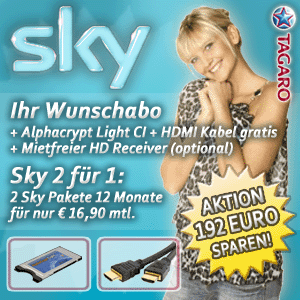 sky
TAGARO
Ihr Wunschabo
+ Alphacrypt Light CI + HDMI Kabel gratis
+ Mietfreier HD Receiver (optional)
Sky 2 für 1:
2 Sky Pakete 12 Monate
für nur € 16,90 mtl.
AKTION
192 EURO
SPAREN!